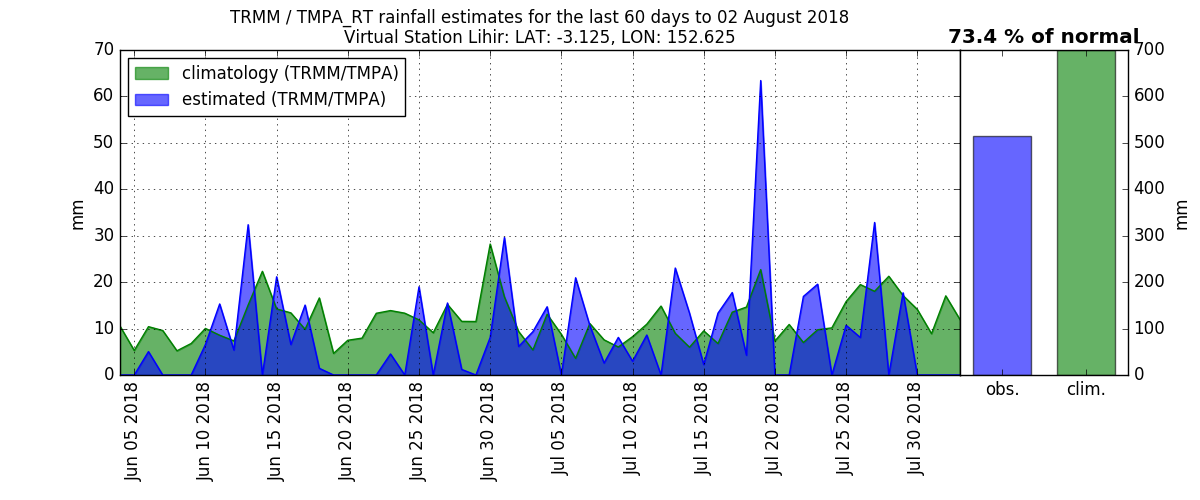 TRMM / TMPA_RT rainfall estimates for the last 60 days to 02 August 2018
Virtual Station Lihir: LAT: -3.125, LON: 152.625
73.4 % of normal
climatology (TRMM/TMPA)
estimated (TRMM/TMPA)
70
60
50
40
30
20
10
0
mm
Jun 05 2018
Jun 10 2018
Jun 15 2018
Jun 20 2018
Jun 25 2018
Jun 30 2018
Jul 05 2018
Jul 10 2018
Jul 15 2018
Jul 20 2018
Jul 25 2018
Jul 30 2018
obs.
clim.
700
600
500
400
300
200
100
0
mm